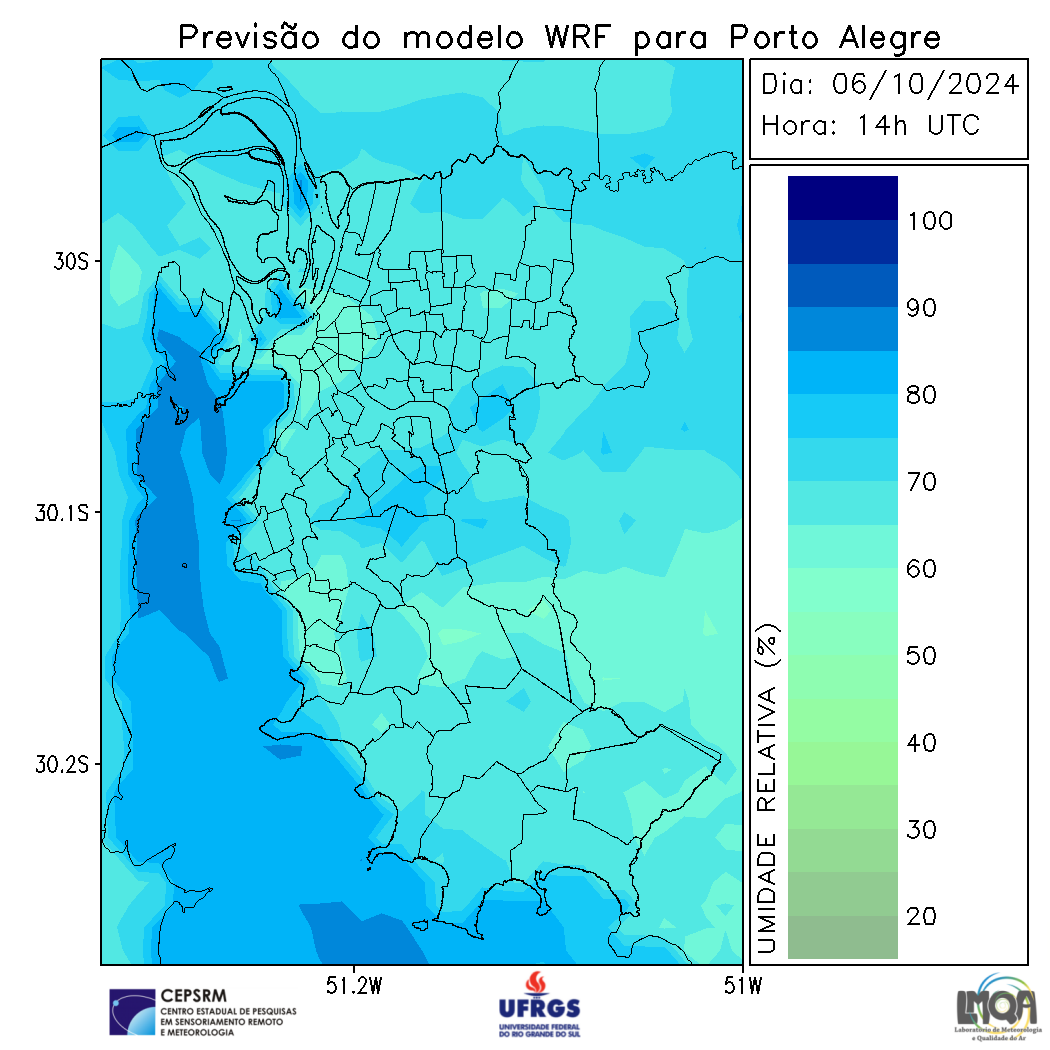 Previsão do modelo WRF para Porto Alegre
Dia: 06/10/2024
Hora: 14h UTC
30S
30.1S
30.2S
51.2W
51W
100
90
80
70
60
50
40
30
20
UMIDADE RELATIVA (%)
CEPSRM
CENTRO ESTADUAL DE PESQUISAS
EM SENSORIAMENTO REMOTO
E METEOROLOGIA
UFRGS
UNIVERSIDADE FEDERAL
DO RIO GRANDE DO SUL
LMQA
Laboratório de Meteorologia
e Qualidade do Ar